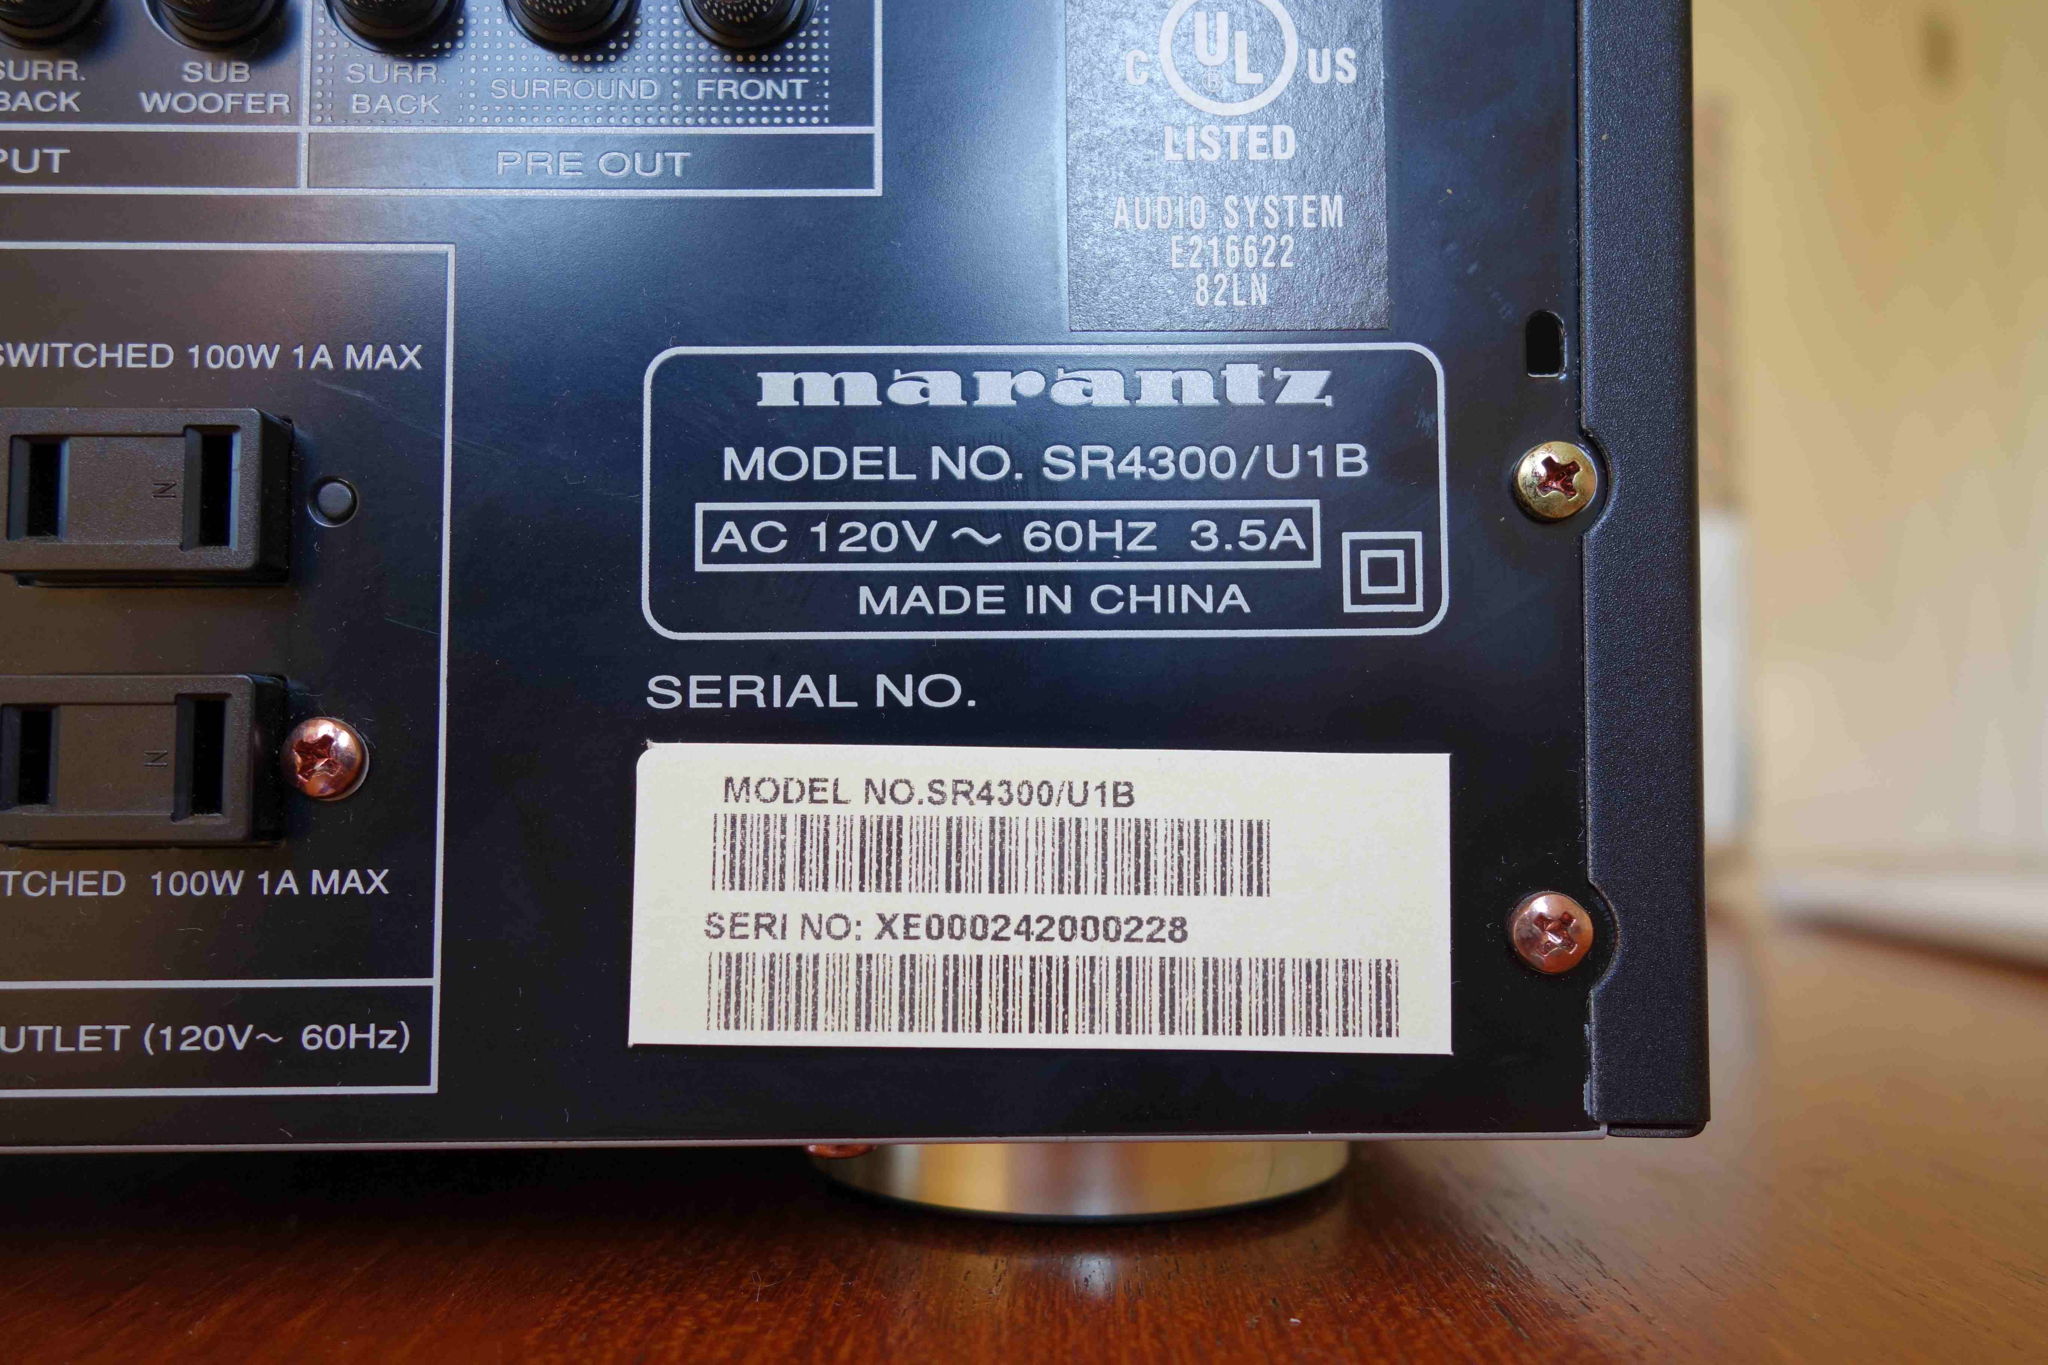 SURR.
BACK
SUB
WOOFER
SURR.
BACK
SURROUND
FRONT
PUT
PRE OUT
C UL US
®
LISTED
AUDIO SYSTEM
E216622
82LN
SWITCHED 100W 1A MAX
N
N
TCHED 100W 1A MAX
UTLET (120V~ 60Hz)
marantz
MODEL NO. SR4300/U1B
AC 120V ~ 60HZ 3.5A
MADE IN CHINA
SERIAL NO.
MODEL NO.SR4300/U1B
SERI NO: XE000242000228